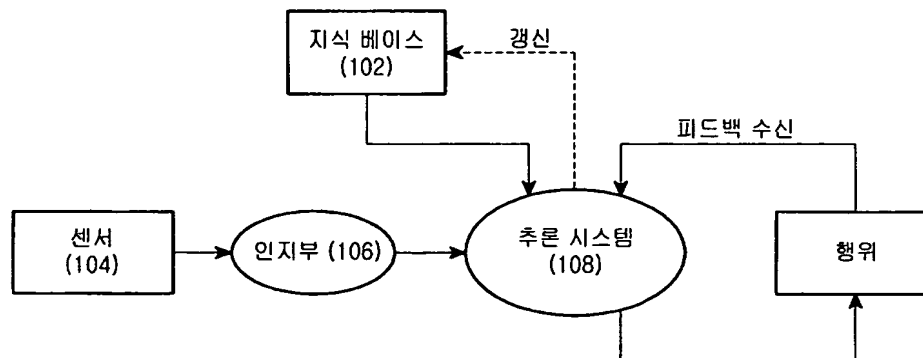 지식 베이스
(102)
갱신
피드백 수신
센서
(104)
인지부 (106)
추론 시스템
(108)
행위